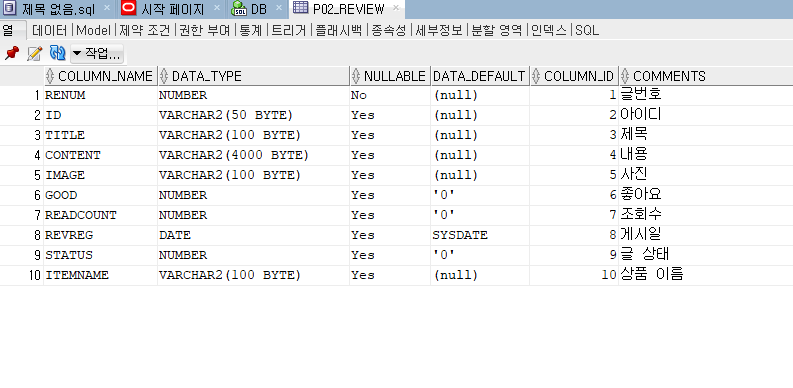 제목 없음.sql 시작 페이지 DB P02_REVIEW
열 데이터 Model 제약 조건 권한 부여 통계 트리거 플래시백 종속성 세부정보 분할 영역 인덱스 SQL
작업...
COLUMN_NAME DATA_TYPE NULLABLE DATA_DEFAULT COLUMN_ID COMMENTS
1 RENUM NUMBER No (null) 1 글번호
2 ID VARCHAR2(50 BYTE) Yes (null) 2 아이디
3 TITLE VARCHAR2(100 BYTE) Yes (null) 3 제목
4 CONTENT VARCHAR2(4000 BYTE) Yes (null) 4 내용
5 IMAGE VARCHAR2(100 BYTE) Yes (null) 5 사진
6 GOOD NUMBER Yes '0' 6 좋아요
7 READCOUNT NUMBER Yes '0' 7 조회수
8 REVREG DATE Yes SYSDATE 8 게시일
9 STATUS NUMBER Yes '0' 9 글 상태
10 ITEMNAME VARCHAR2(100 BYTE) Yes (null) 10 상품 이름